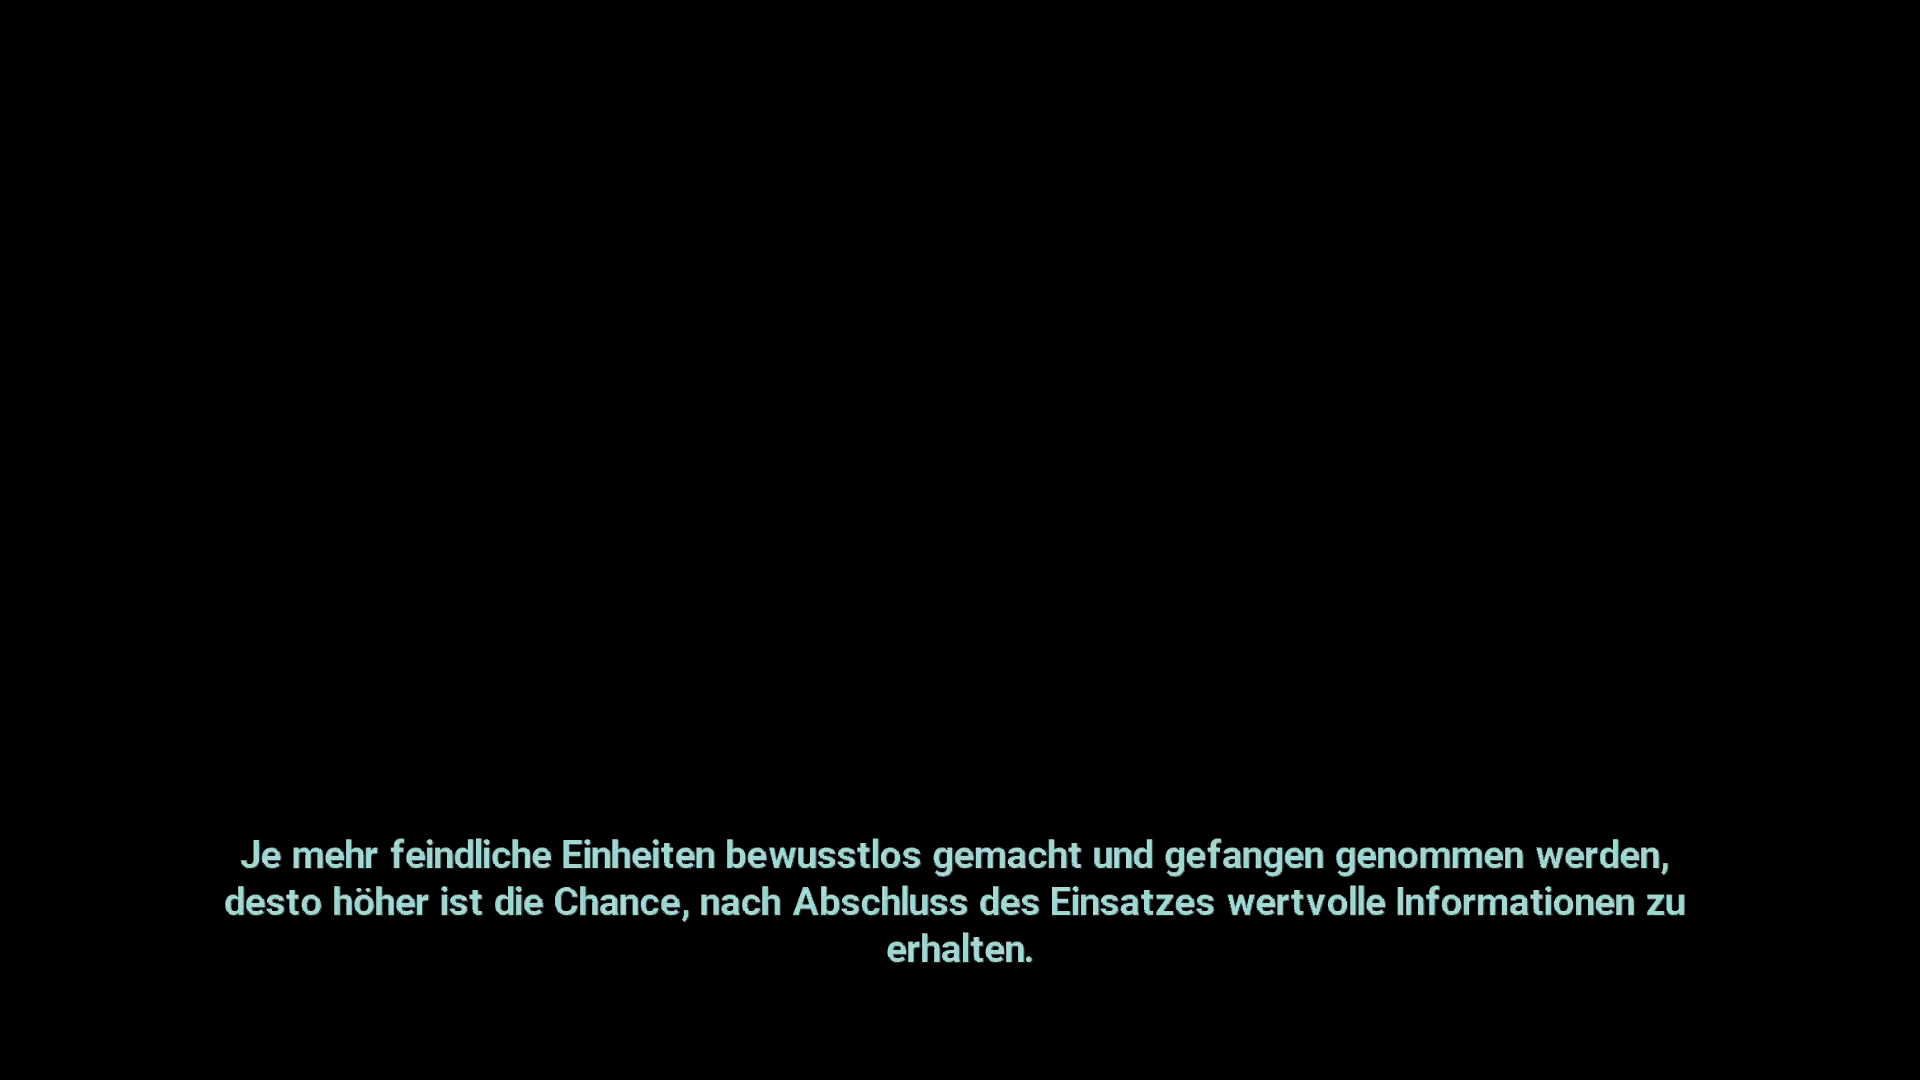 Je mehr feindliche Einheiten bewusstlos gemacht und gefangen genommen werden,
desto höher ist die Chance, nach Abschluss des Einsatzes wertvolle Informationen zu
erhalten.